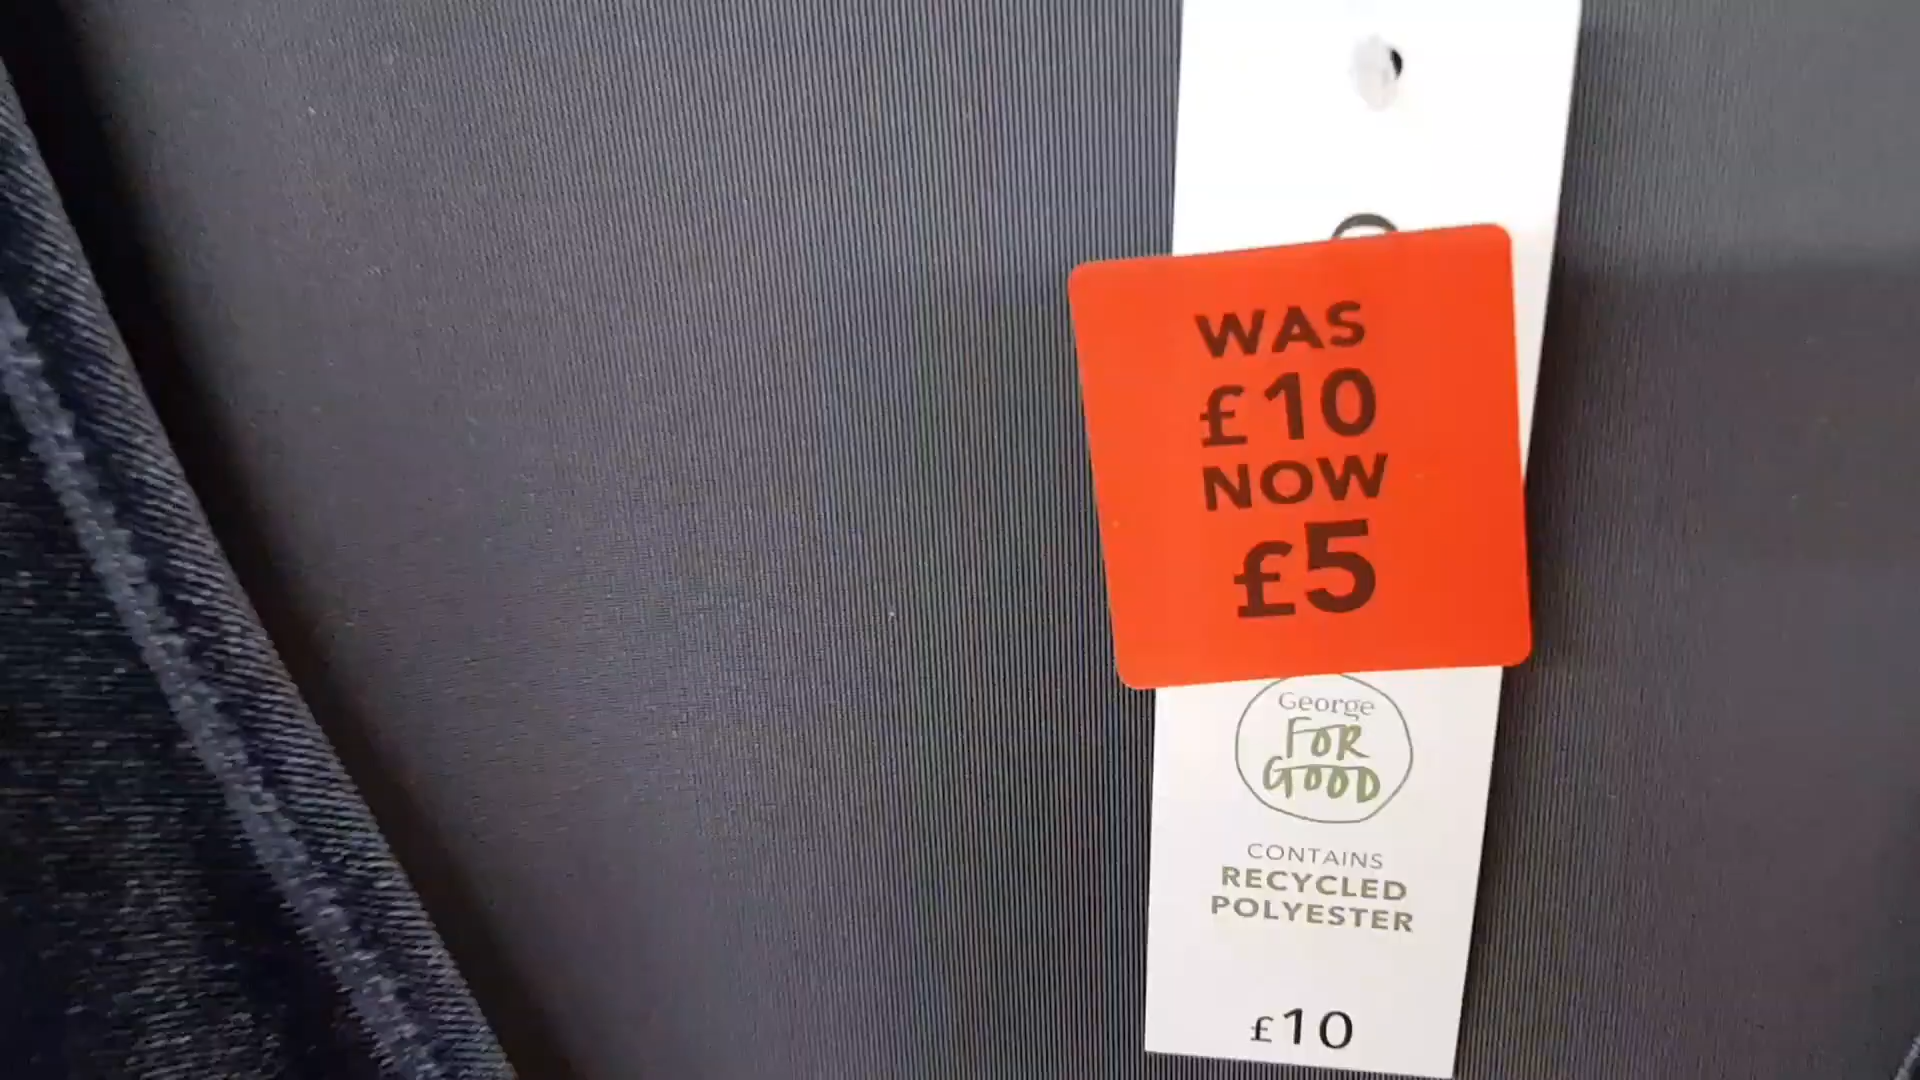 WAS
£10
NOW
£5
George
FOR
GOOD
CONTAINS
RECYCLED
POLYESTER
£10